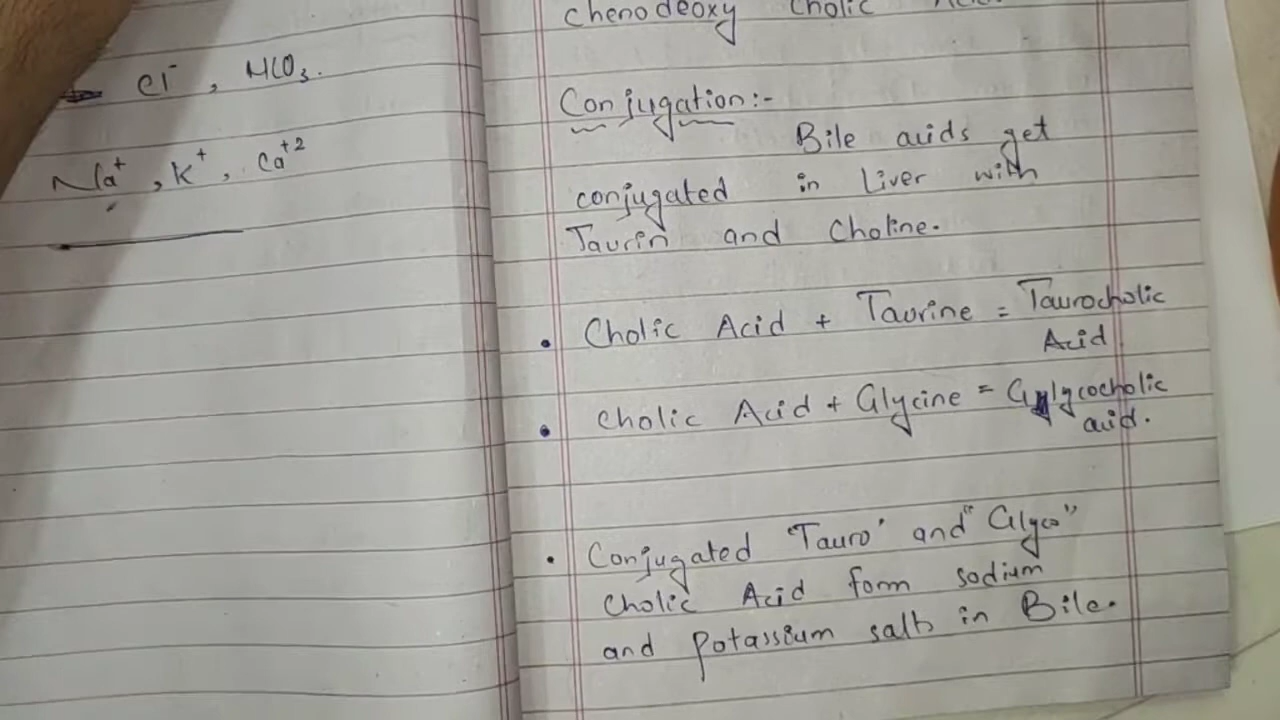 Cl⁻, HCO₃.
Na⁺, K⁺, Ca⁺²
chenodeoxy cholic
Conjugation:-
Bile acids get
conjugated in Liver with
Taurin and Choline.
• Cholic Acid + Taurine = Taurocholic
Acid
• Cholic Acid + Glycine = Glycocholic
acid.
• Conjugated 'Tauro' and "Glyco"
Cholic Acid form sodium
and Potassium salts in Bile.